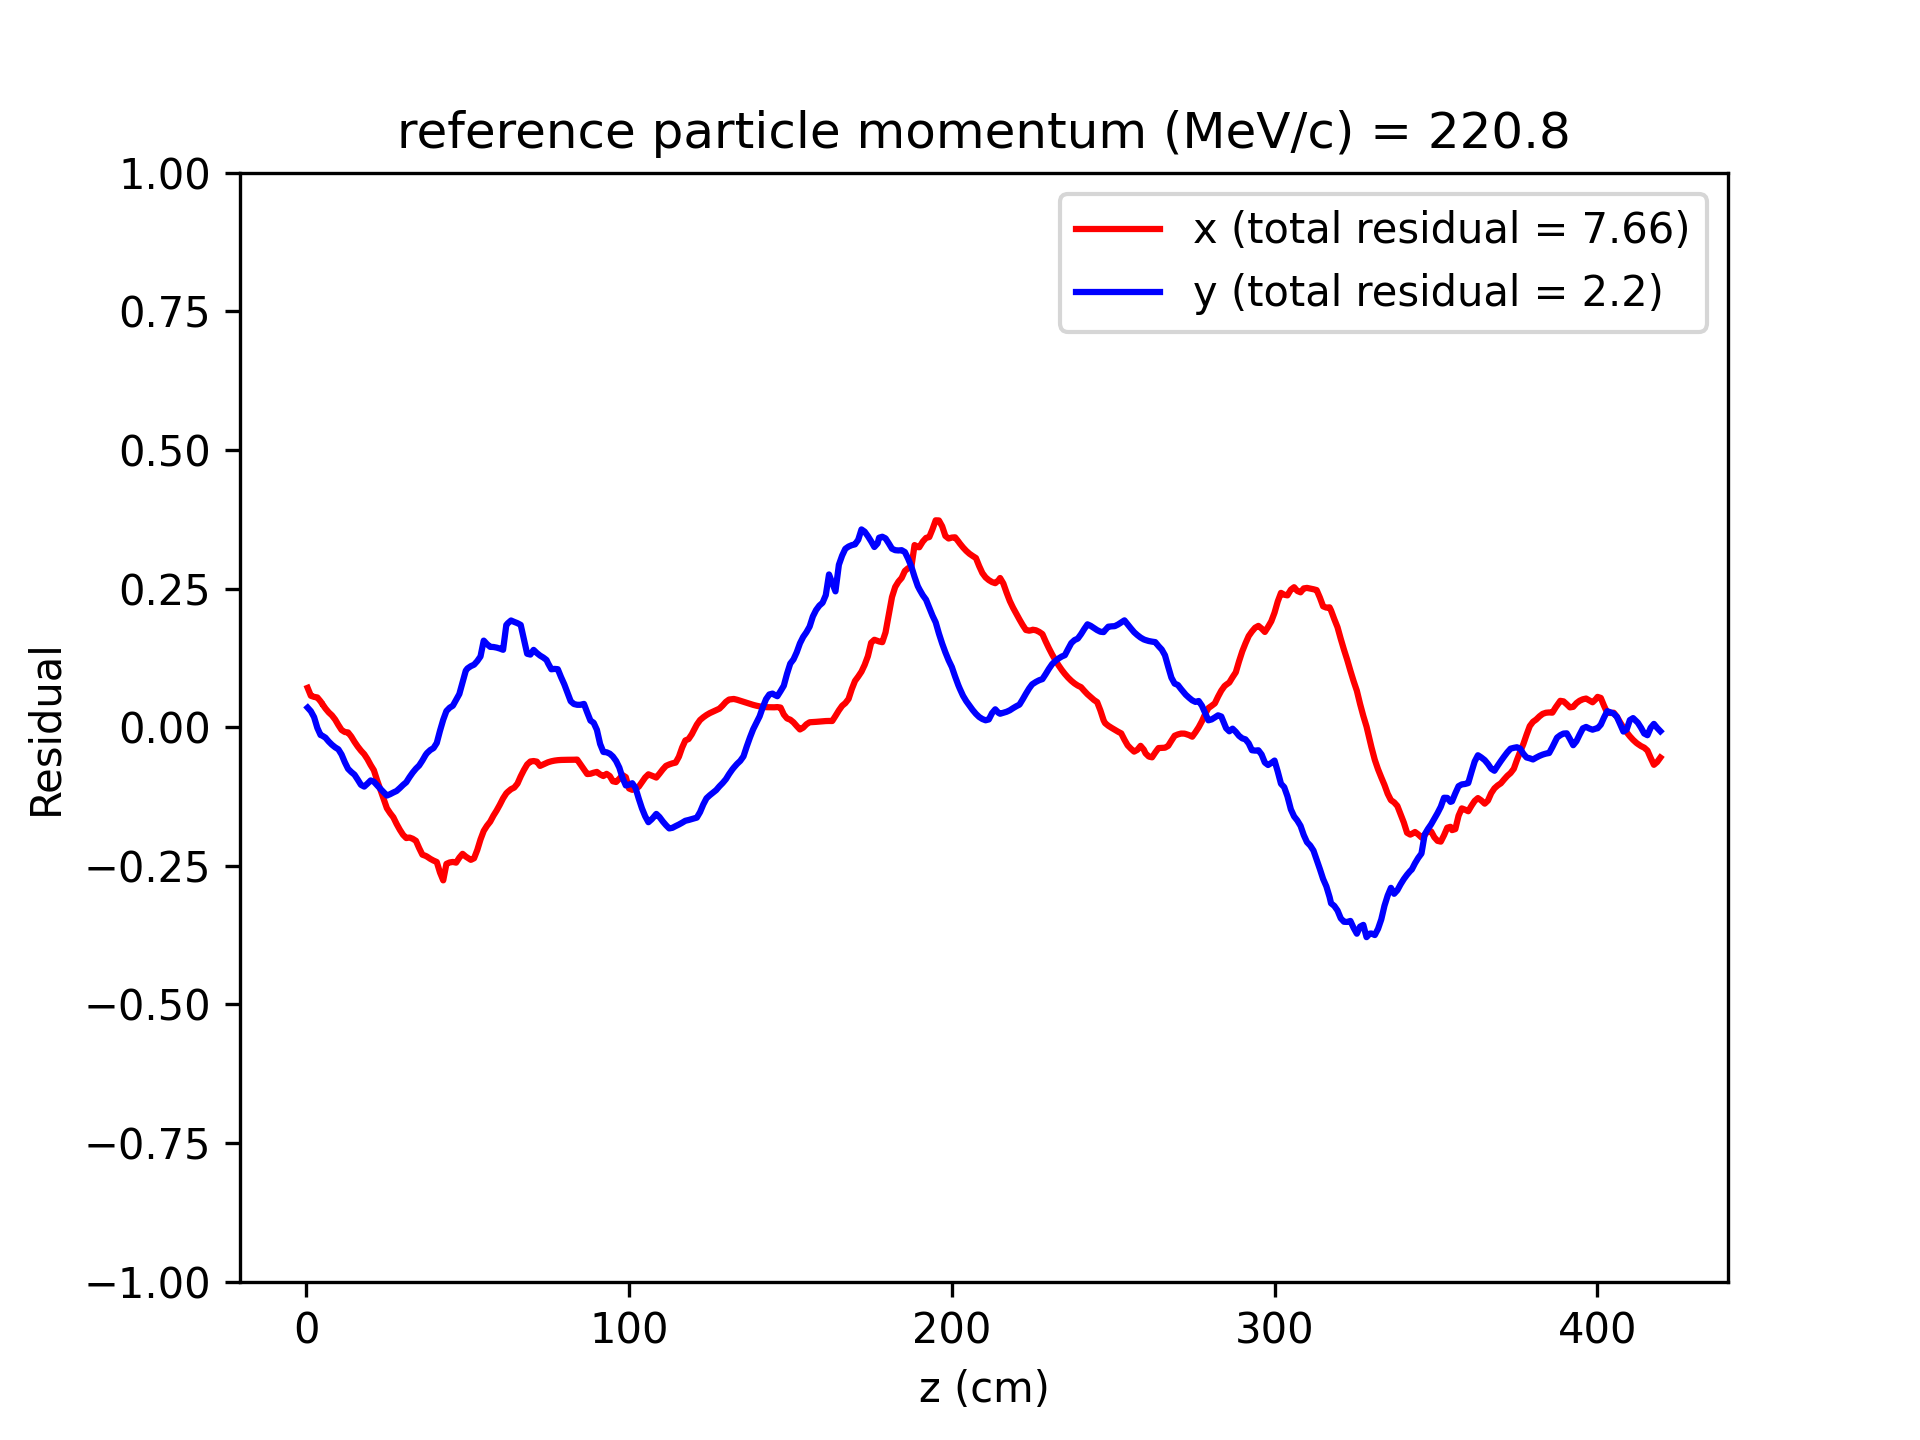 reference particle momentum (MeV/c) = 220.8
x (total residual = 7.66)
y (total residual = 2.2)
1.00
0.75
0.50
0.25
0.00
−0.25
−0.50
−0.75
−1.00
Residual
0 100 200 300 400
z (cm)